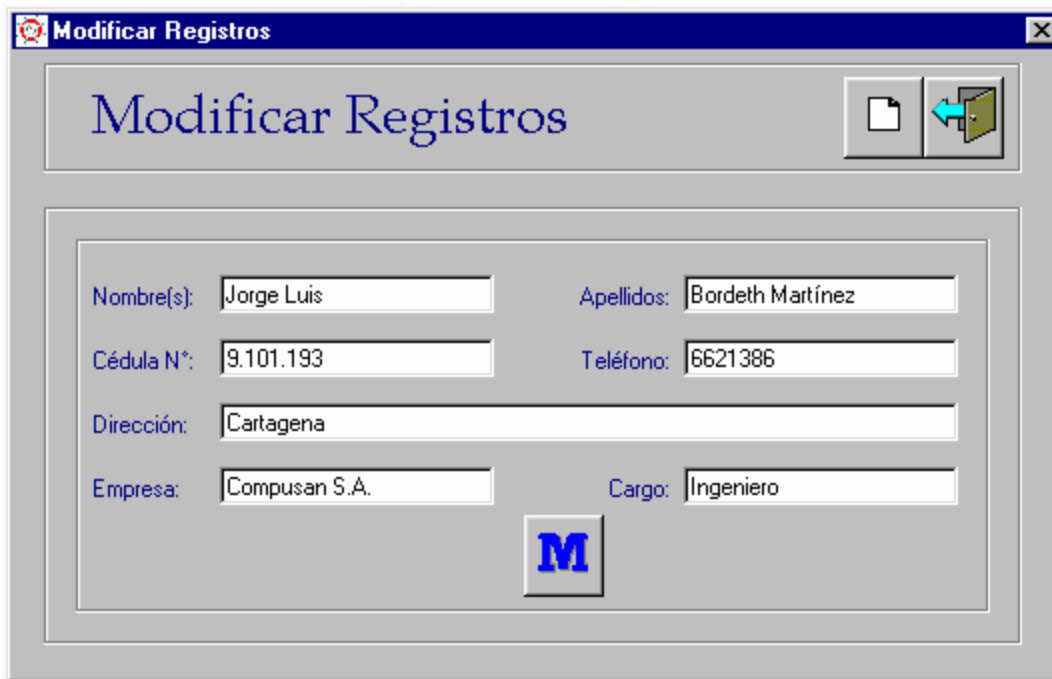 Modificar Registros
Modificar Registros
Nombre(s): Jorge Luis Apellidos: Bordeth Martínez
Cédula N°: 9.101.193 Teléfono: 6621386
Dirección: Cartagena
Empresa: Compusan S.A. Cargo: Ingeniero
M